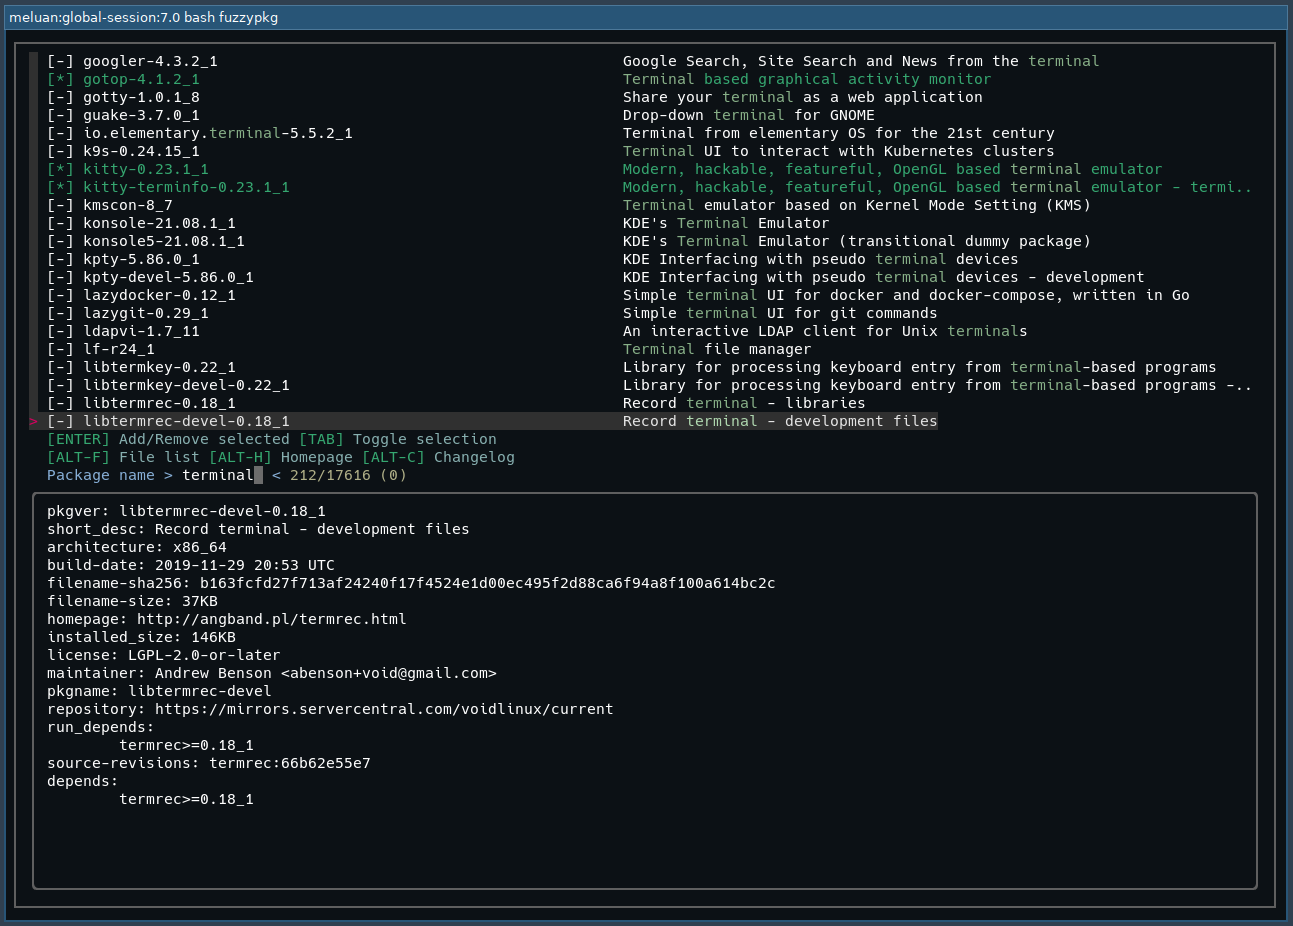 meluan:global-session:7.0 bash fuzzypkg
[-] googler-4.3.2_1 Google Search, Site Search and News from the terminal
[*] gotop-4.1.2_1 Terminal based graphical activity monitor
[-] gotty-1.0.1_8 Share your terminal as a web application
[-] guake-3.7.0_1 Drop-down terminal for GNOME
[-] io.elementary.terminal-5.5.2_1 Terminal from elementary OS for the 21st century
[-] k9s-0.24.15_1 Terminal UI to interact with Kubernetes clusters
[*] kitty-0.23.1_1 Modern, hackable, featureful, OpenGL based terminal emulator
[*] kitty-terminfo-0.23.1_1 Modern, hackable, featureful, OpenGL based terminal emulator - termi..
[-] kmscon-8_7 Terminal emulator based on Kernel Mode Setting (KMS)
[-] konsole-21.08.1_1 KDE's Terminal Emulator
[-] konsole5-21.08.1_1 KDE's Terminal Emulator (transitional dummy package)
[-] kpty-5.86.0_1 KDE Interfacing with pseudo terminal devices
[-] kpty-devel-5.86.0_1 KDE Interfacing with pseudo terminal devices - development
[-] lazydocker-0.12_1 Simple terminal UI for docker and docker-compose, written in Go
[-] lazygit-0.29_1 Simple terminal UI for git commands
[-] ldapvi-1.7_11 An interactive LDAP client for Unix terminals
[-] lf-r24_1 Terminal file manager
[-] libtermkey-0.22_1 Library for processing keyboard entry from terminal-based programs
[-] libtermkey-devel-0.22_1 Library for processing keyboard entry from terminal-based programs -..
[-] libtermrec-0.18_1 Record terminal - libraries
> [-] libtermrec-devel-0.18_1 Record terminal - development files
[ENTER] Add/Remove selected [TAB] Toggle selection
[ALT-F] File list [ALT-H] Homepage [ALT-C] Changelog
Package name > terminal < 212/17616 (0)
pkgver: libtermrec-devel-0.18_1
short_desc: Record terminal - development files
architecture: x86_64
build-date: 2019-11-29 20:53 UTC
filename-sha256: b163fcfd27f713af24240f17f4524e1d00ec495f2d88ca6f94a8f100a614bc2c
filename-size: 37KB
homepage: http://angband.pl/termrec.html
installed_size: 146KB
license: LGPL-2.0-or-later
maintainer: Andrew Benson <abenson+void@gmail.com>
pkgname: libtermrec-devel
repository: https://mirrors.servercentral.com/voidlinux/current
run_depends:
termrec>=0.18_1
source-revisions: termrec:66b62e55e7
depends:
termrec>=0.18_1